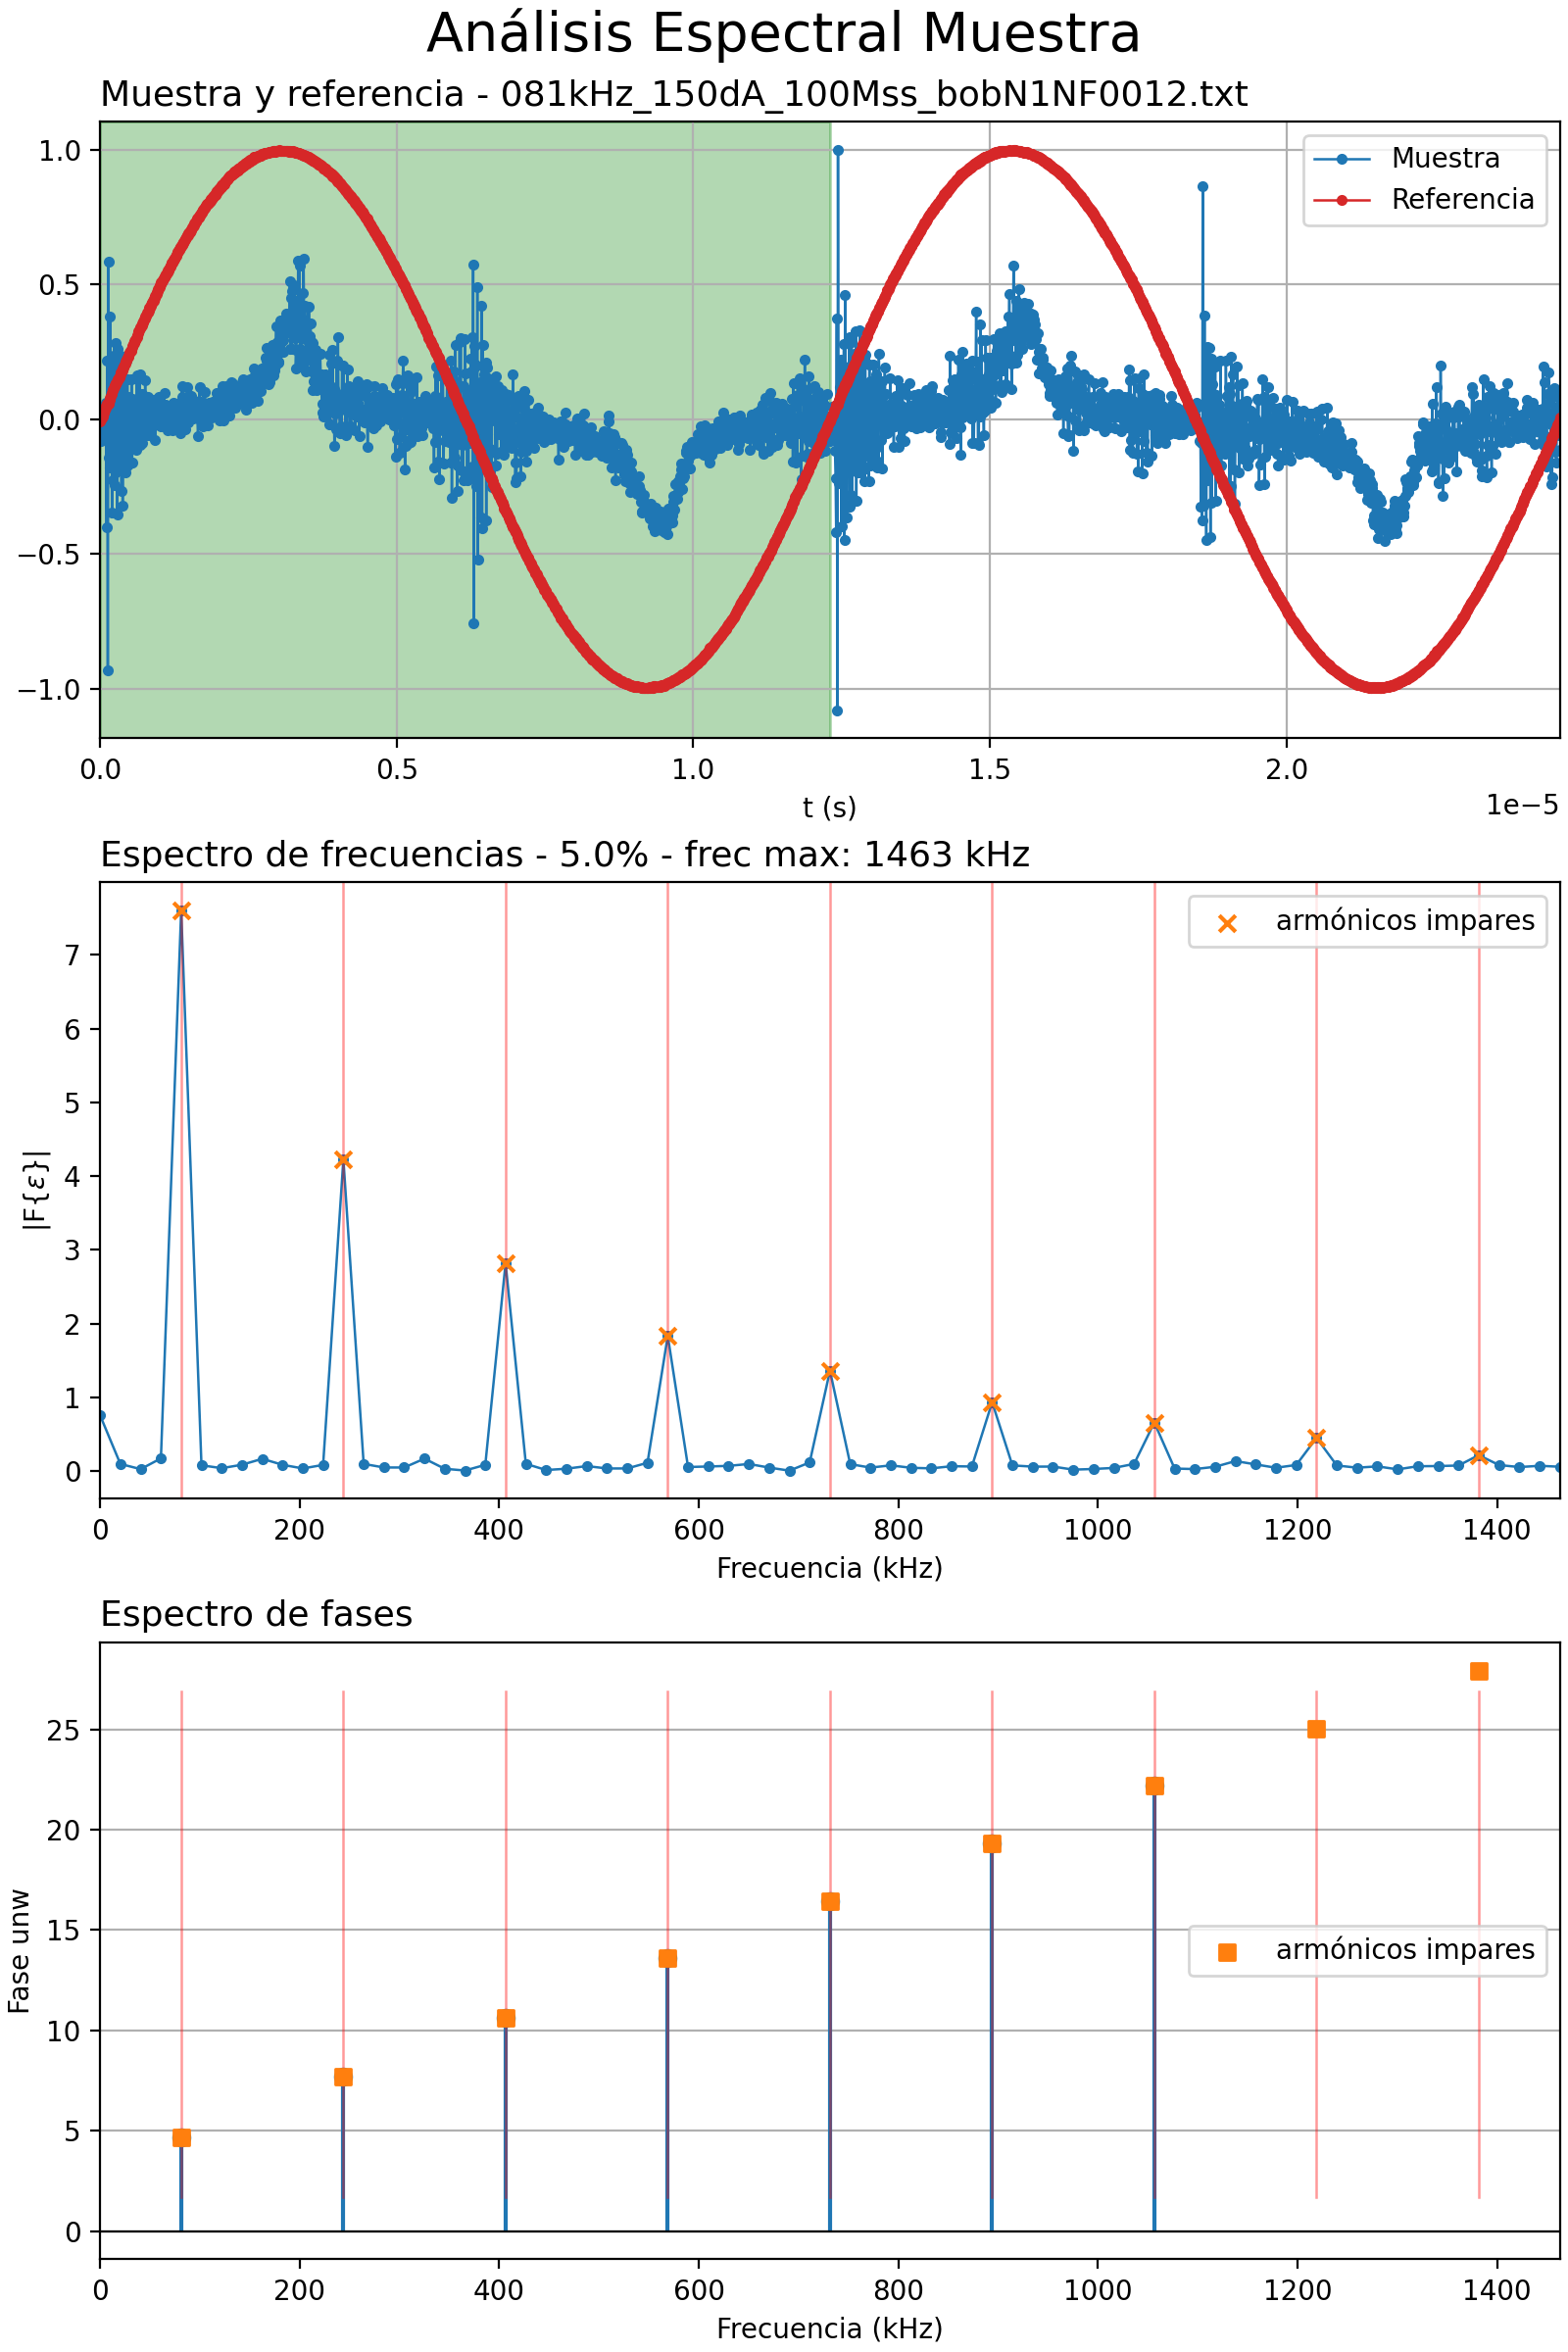 Análisis Espectral Muestra
Muestra y referencia - 081kHz_150dA_100Mss_bobN1NF0012.txt
Muestra
Referencia
1.0
0.5
0.0
−0.5
−1.0
0.0 0.5 1.0 1.5 2.0
t (s)
1e−5
Espectro de frecuencias - 5.0% - frec max: 1463 kHz
armónicos impares
7
6
5
4
3
2
1
0
|F{ε}|
0 200 400 600 800 1000 1200 1400
Frecuencia (kHz)
Espectro de fases
25
20
15
10
5
0
Fase unw
armónicos impares
0 200 400 600 800 1000 1200 1400
Frecuencia (kHz)